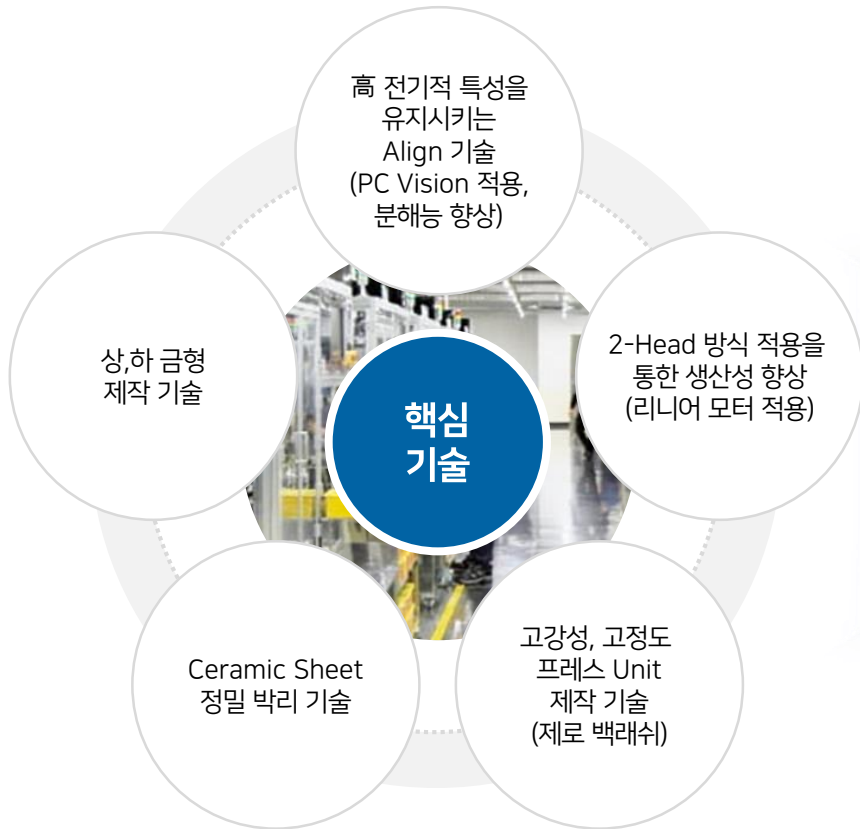 高 전기적 특성을
유지시키는
Align 기술
(PC Vision 적용,
분해능 향상)
2-Head 방식 적용을
통한 생산성 향상
(리니어 모터 적용)
고강성, 고정도
프레스 Unit
제작 기술
(제로 백래쉬)
Ceramic Sheet
정밀 박리 기술
상,하 금형
제작 기술
핵심
기술